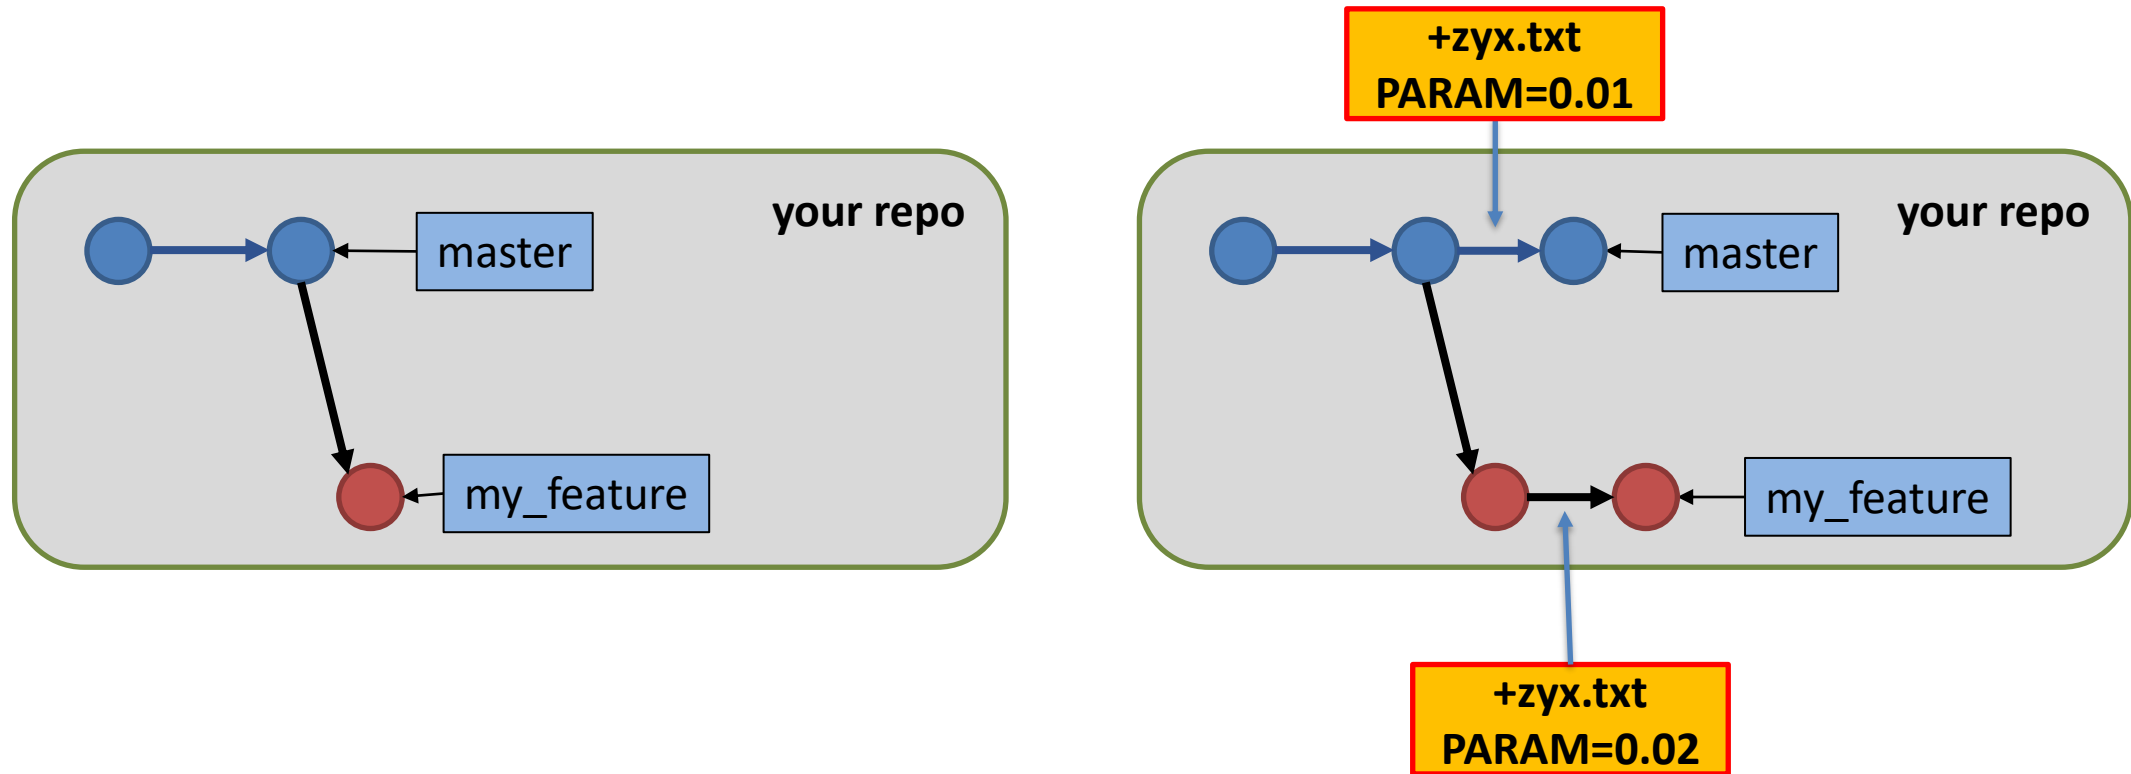 your repo
master
my_feature
+zyx.txt
PARAM=0.01
your repo
master
my_feature
+zyx.txt
PARAM=0.02